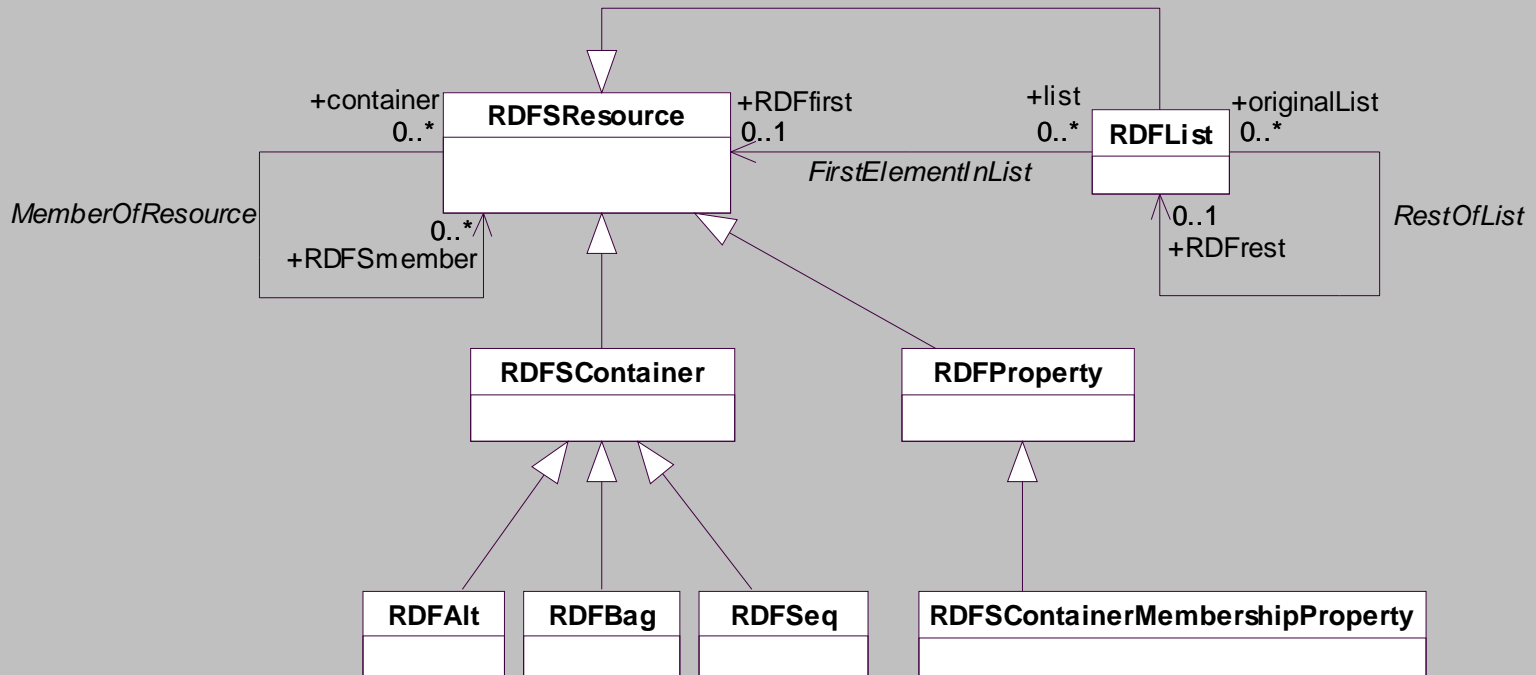 +container
0..*
RDFSResource
+RDFfirst
0..1
+list
0..*
RDFList
+originalList
0..*
FirstElementInList
MemberOfResource
0..*
+RDFSmember
0..1
+RDFrest
RestOfList
RDFSContainer
RDFProperty
RDFAlt
RDFBag
RDFSeq
RDFSContainerMembershipProperty